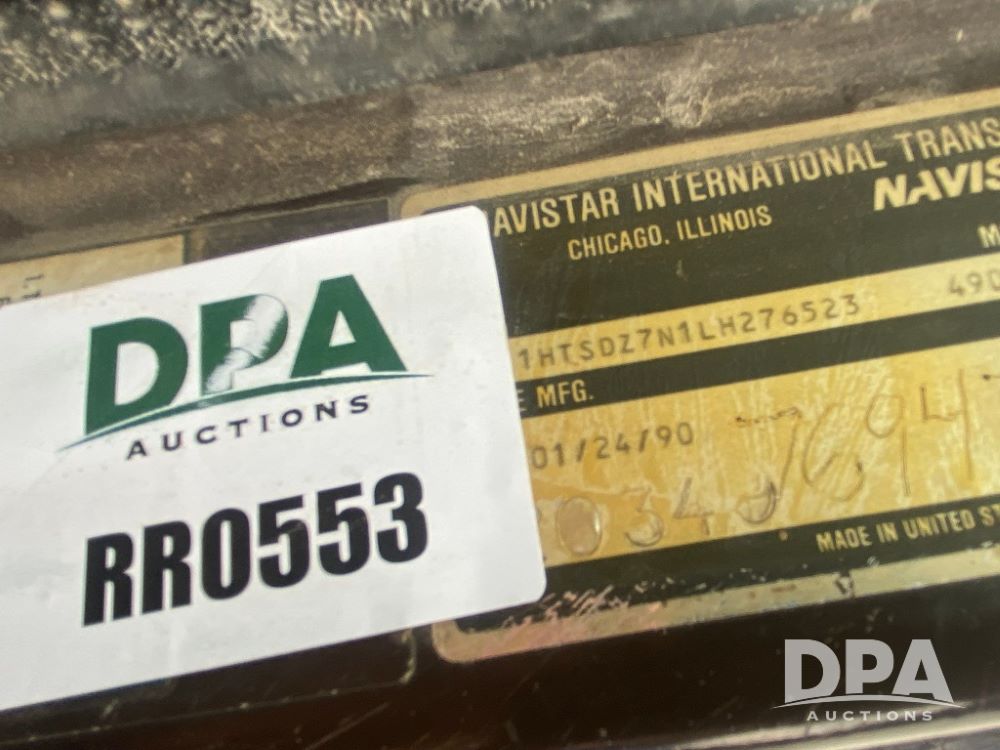 AVISTAR INTERNATIONAL TRANS
CHICAGO, ILLINOIS
NAVIS
M
1HTSDZ7N1LH276523
490
E MFG.
01/24/90
MADE IN UNITED ST
DPA
AUCTIONS
RR0553
DPA
AUCTIONS